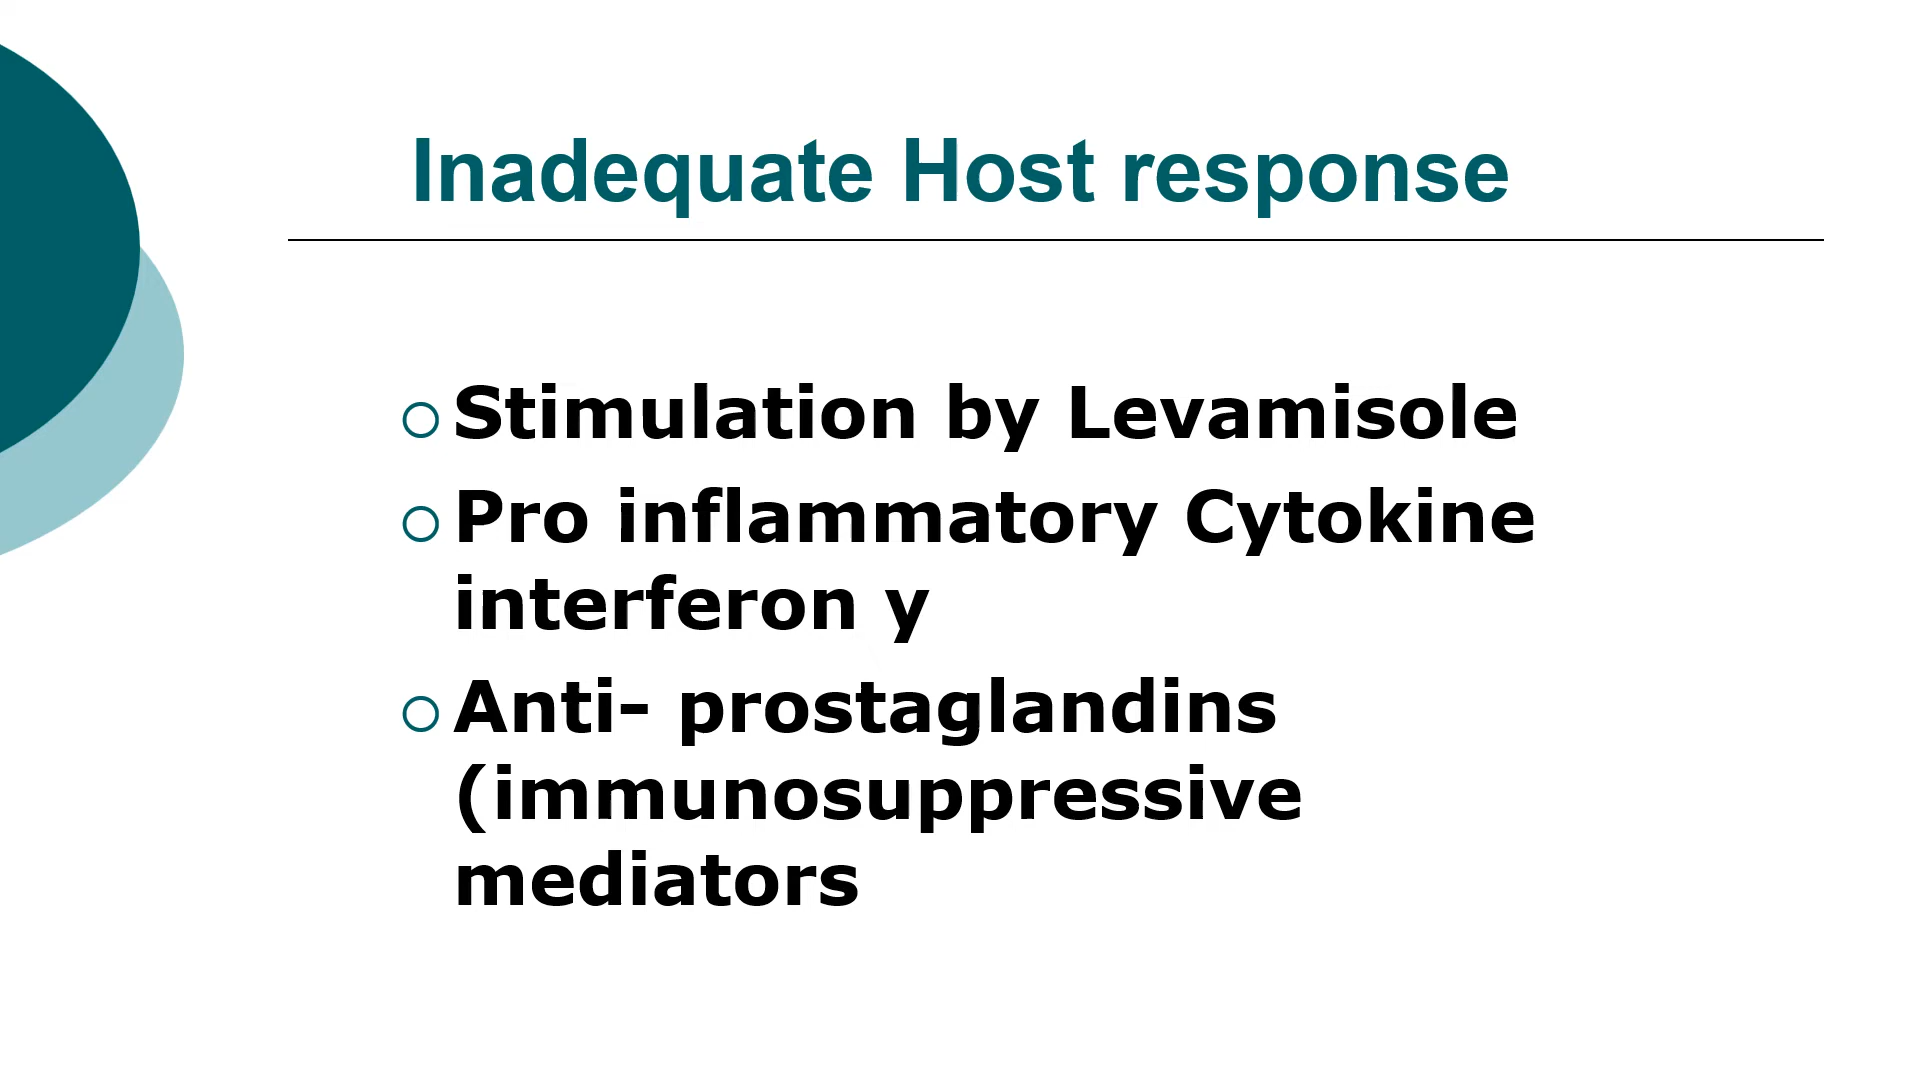 Inadequate Host response
Stimulation by Levamisole
Pro inflammatory Cytokine
interferon y
Anti- prostaglandins
(immunosuppressive
mediators